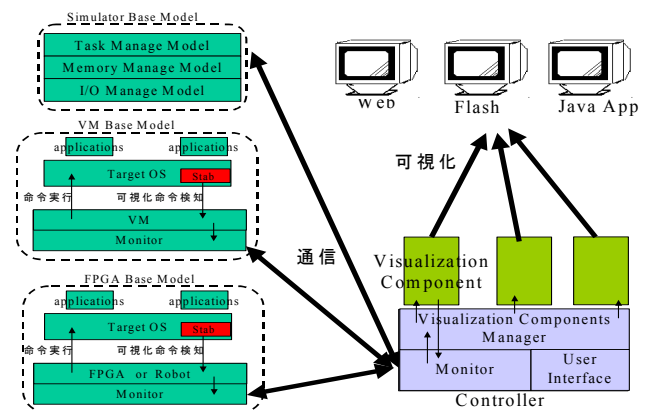 Simulator Base Model
Task Manage Model
Memory Manage Model
I/O Manage Model
VM Base Model
applications applications
Target OS
Stab
命令実行 可視化命令検知
VM
Monitor
FPGA Base Model
applications applications
Target OS
Stab
命令実行 可視化命令検知
FPGA or Robot
Monitor
通信
Web Flash Java App
可視化
Visualization
Component
Visualization Components
Manager
Monitor
User
Interface
Controller